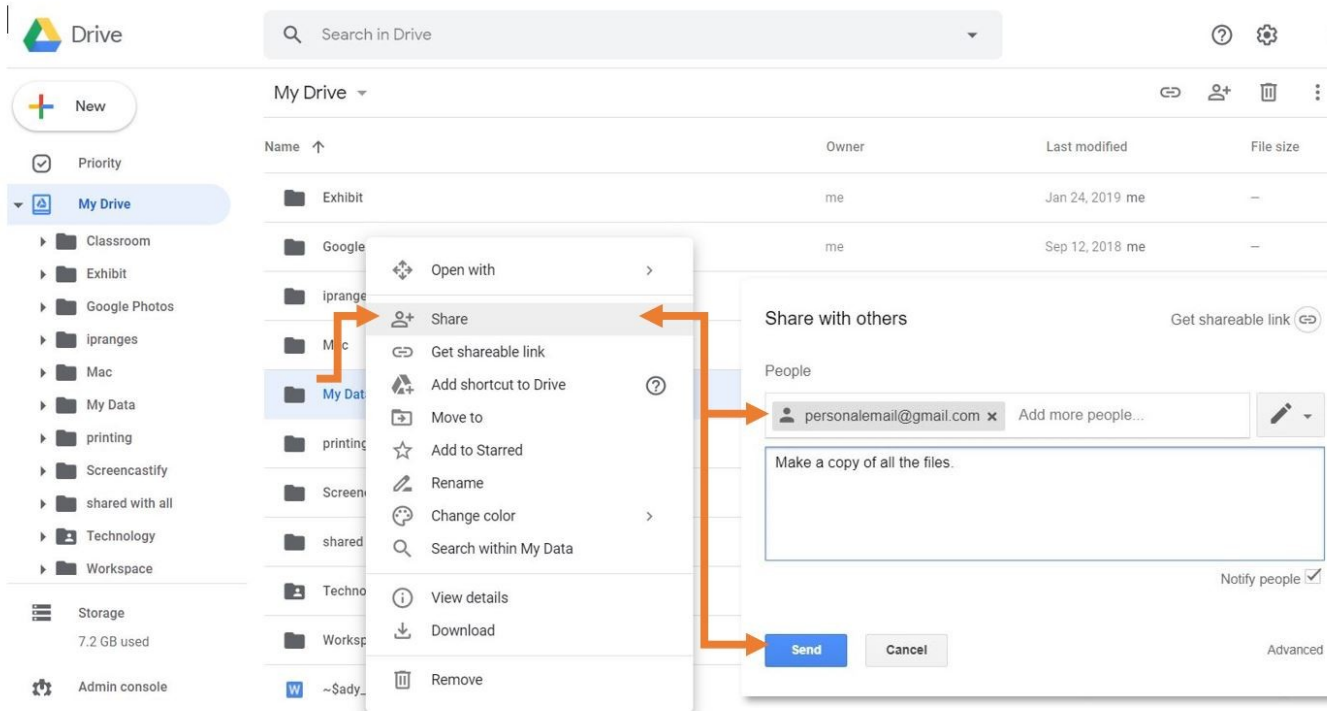 Drive
Search in Drive
New
My Drive
Name Owner Last modified File size
Priority
My Drive
Classroom
Exhibit
Google Photos
ipranges
Mac
My Data
printing
Screencastify
shared with all
Technology
Workspace
Storage
7.2 GB used
Admin console
Exhibit me Jan 24, 2019 me –
Google me Sep 12, 2018 me –
iprange
M c
My Dat
printing
Screen
shared
Techno
Worksp
~$ady_
Open with
Share
Get shareable link
Add shortcut to Drive
Move to
Add to Starred
Rename
Change color
Search within My Data
View details
Download
Remove
Share with others Get shareable link
People
personalemail@gmail.com × Add more people...
Make a copy of all the files.
Notify people
Send Cancel Advanced